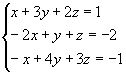 x + 3y + 2z = 1
− 2x + y + z = −2
− x + 4y + 3z = −1